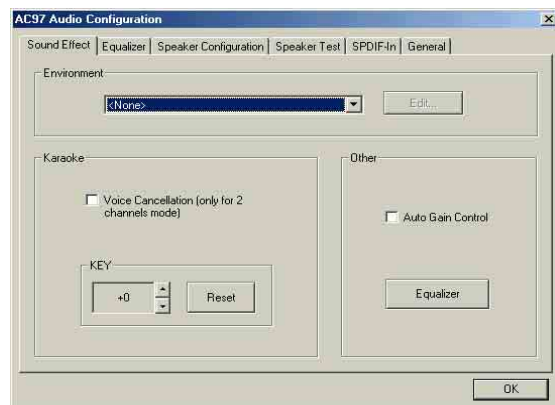 AC97 Audio Configuration
Sound Effect
Equalizer
Speaker Configuration
Speaker Test
SPDIF-In
General
Environment
<None>
Edit...
Karaoke
Voice Cancellation (only for 2
channels mode)
KEY
+0
Reset
Other
Auto Gain Control
Equalizer
OK